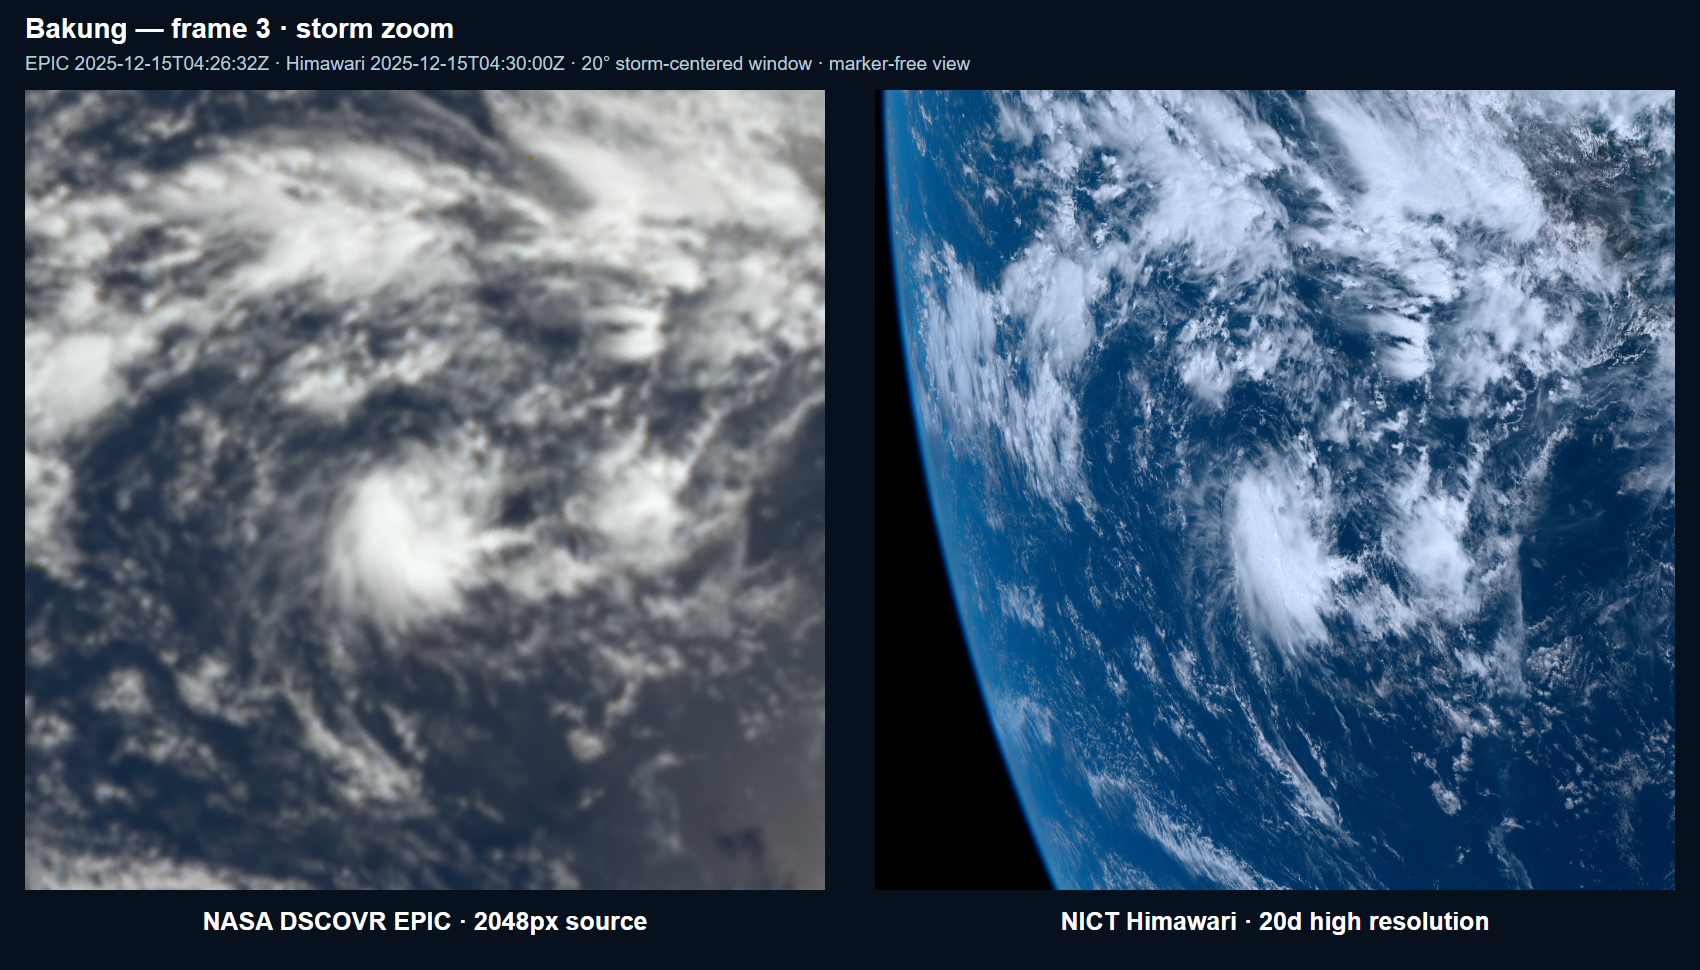 Bakung — frame 3 · storm zoom
EPIC 2025-12-15T04:26:32Z · Himawari 2025-12-15T04:30:00Z · 20° storm-centered window · marker-free view
NASA DSCOVR EPIC · 2048px source
NICT Himawari · 20d high resolution